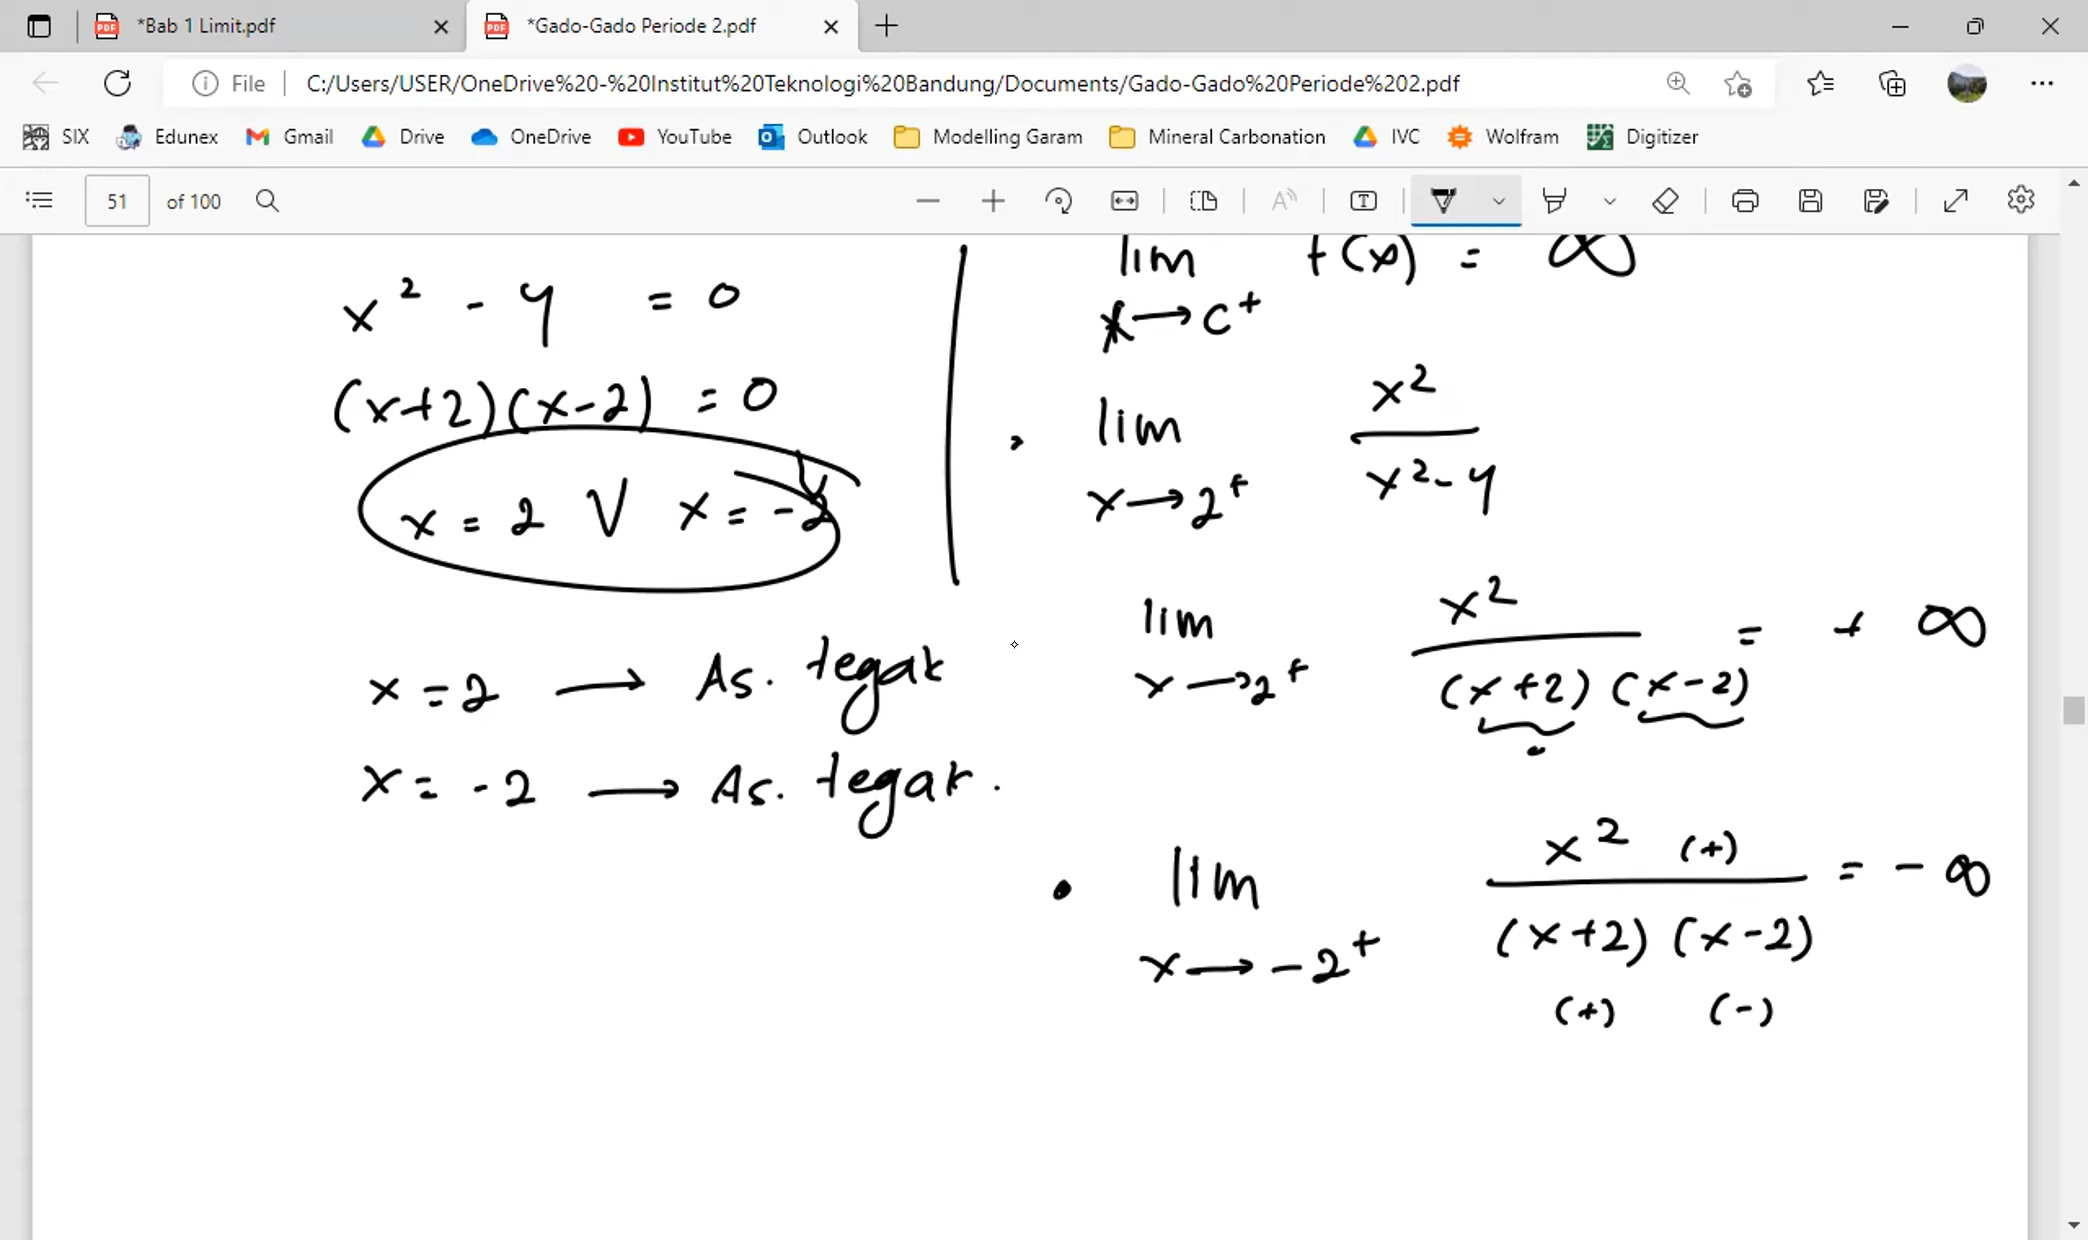 *Bab 1 Limit.pdf
*Gado-Gado Periode 2.pdf
File
C:/Users/USER/OneDrive%20-%20Institut%20Teknologi%20Bandung/Documents/Gado-Gado%20Periode%202.pdf
SIX Edunex Gmail Drive OneDrive YouTube Outlook Modelling Garam Mineral Carbonation IVC Wolfram Digitizer
51 of 100
x² - 4 = 0
(x+2)(x-2) = 0
x = 2 V x = -2
x = 2 → As. tegak
x = -2 → As. tegak.
lim f(x) = ∞
x → c⁺
lim x² / x² - 4
x → 2⁺
lim x² / (x+2)(x-2) = + ∞
x → 2⁺
• lim x² (+) / (x+2)(x-2) = - ∞
x → -2⁺
(+) (-)